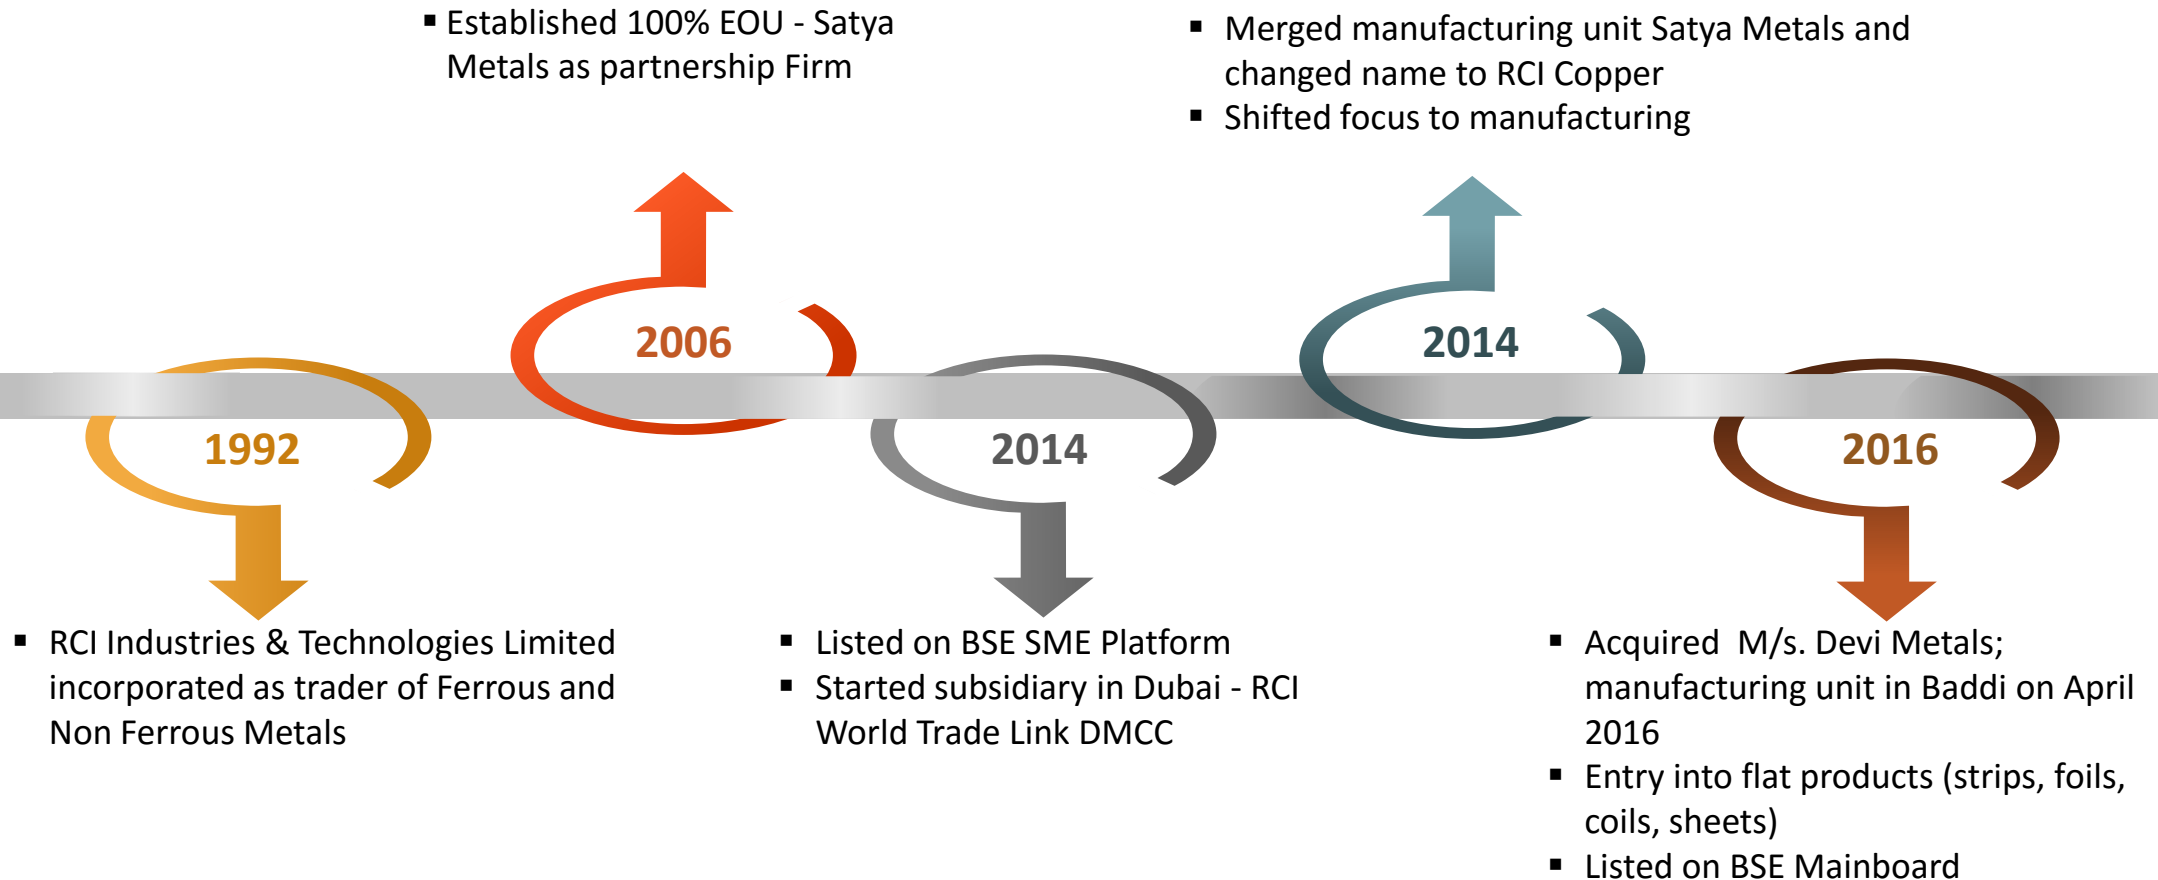 ▪ Established 100% EOU - Satya
Metals as partnership Firm
▪ Merged manufacturing unit Satya Metals and
changed name to RCI Copper
▪ Shifted focus to manufacturing
2006
2014
1992
2014
2016
▪ RCI Industries & Technologies Limited
incorporated as trader of Ferrous and
Non Ferrous Metals
▪ Listed on BSE SME Platform
▪ Started subsidiary in Dubai - RCI
World Trade Link DMCC
▪ Acquired  M/s. Devi Metals;
manufacturing unit in Baddi on April
2016
▪ Entry into flat products (strips, foils,
coils, sheets)
▪ Listed on BSE Mainboard